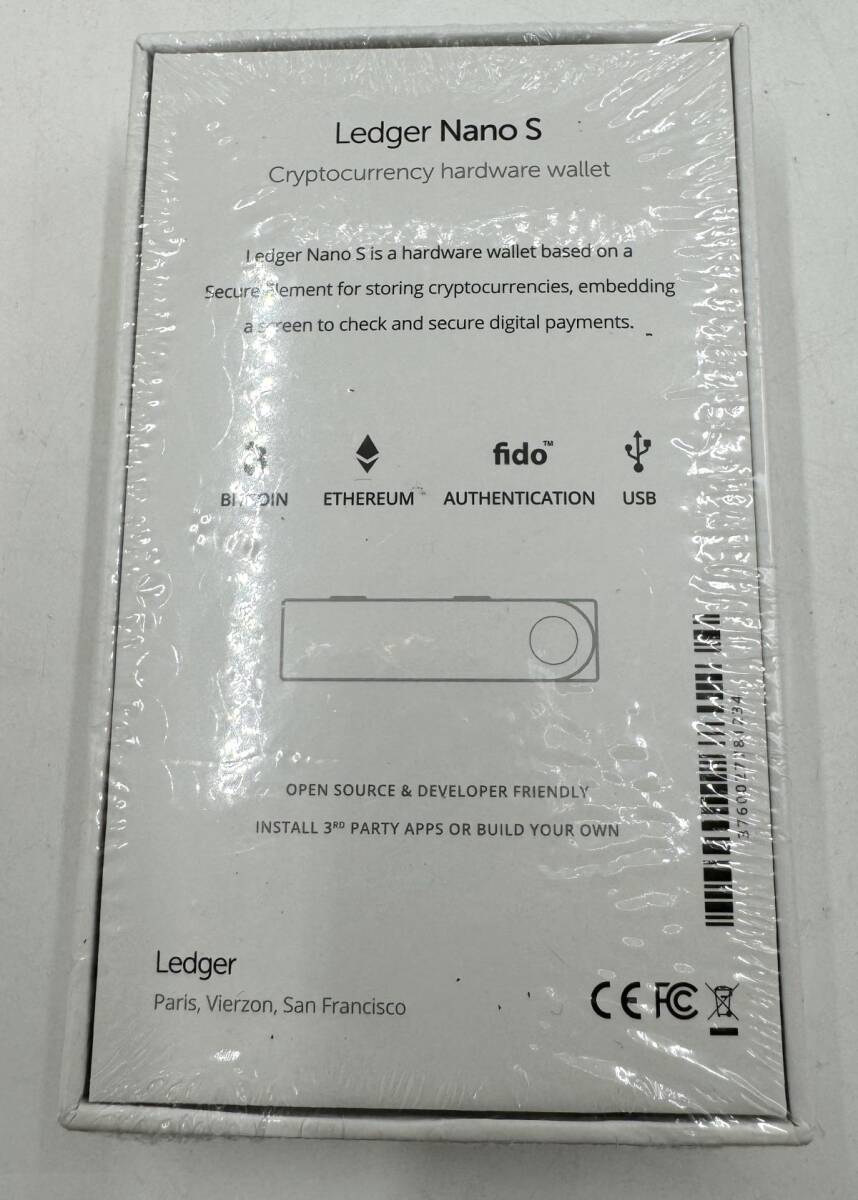 Ledger Nano S
Cryptocurrency hardware wallet
Ledger Nano S is a hardware wallet based on a
Secure Element for storing cryptocurrencies, embedding
a screen to check and secure digital payments.
fido™
BITCOIN ETHEREUM AUTHENTICATION USB
OPEN SOURCE & DEVELOPER FRIENDLY
INSTALL 3RD PARTY APPS OR BUILD YOUR OWN
Ledger
Paris, Vierzon, San Francisco
CE FC